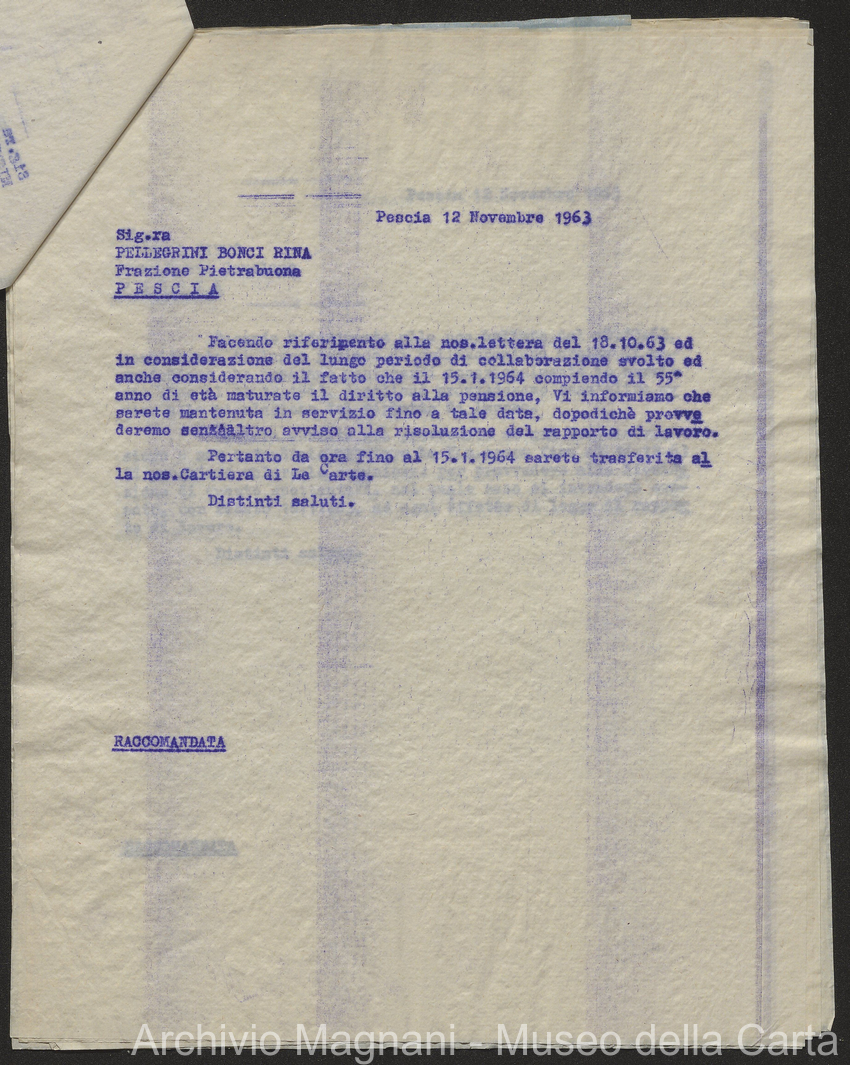 Pescia 12 Novembre 1963
Sig.ra
PELLEGRINI BONCI RINA
Frazione Pietrabuona
P E S C I A
Facendo riferimento alla nos.lettera del 18.10.63 ed
in considerazione del lungo periodo di collaborazione svolto ed
anche considerando il fatto che il 15.1.1964 compiendo il 55°
anno di età maturate il diritto alla pensione, Vi informiamo che
sarete mantenuta in servizio fino a tale data, dopodichè provve
deremo senz'altro avviso alla risoluzione del rapporto di lavoro.
Pertanto da ora fino al 15.1.1964 sarete trasferita al
la nos.Cartiera di Le Carte.
Distinti saluti.
RACCOMANDATA
Archivio Magnani - Museo della Carta